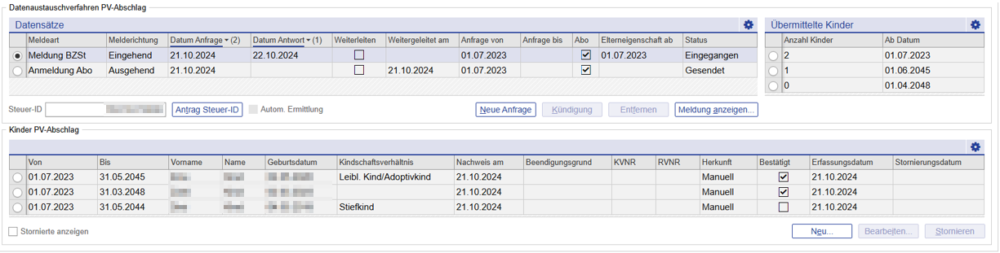 Datenaustauschverfahren PV-Abschlag
Datensätze
Meldeart Melderichtung Datum Anfrage (2) Datum Antwort (1) Weiterleiten Weitergeleitet am Anfrage von Anfrage bis Abo Elterneigenschaft ab Status
Meldung BZSt Eingehend 21.10.2024 22.10.2024 01.07.2023 01.07.2023 Eingegangen
Anmeldung Abo Ausgehend 21.10.2024 21.10.2024 01.07.2023 Gesendet
Übermittelte Kinder
Anzahl Kinder Ab Datum
2 01.07.2023
1 01.06.2045
0 01.04.2048
Steuer-ID Antrag Steuer-ID Autom. Ermittlung Neue Anfrage Kündigung Entfernen Meldung anzeigen...
Kinder PV-Abschlag
Von Bis Vorname Name Geburtsdatum Kindschaftsverhältnis Nachweis am Beendigungsgrund KVNR RVNR Herkunft Bestätigt Erfassungsdatum Stornierungsdatum
01.07.2023 31.05.2045 Leibl. Kind/Adoptivkind 21.10.2024 Manuell 21.10.2024
01.07.2023 31.03.2048 21.10.2024 Manuell 21.10.2024
01.07.2023 31.05.2044 Stiefkind 21.10.2024 Manuell 21.10.2024
Stornierte anzeigen Neu... Bearbeiten... Stornieren